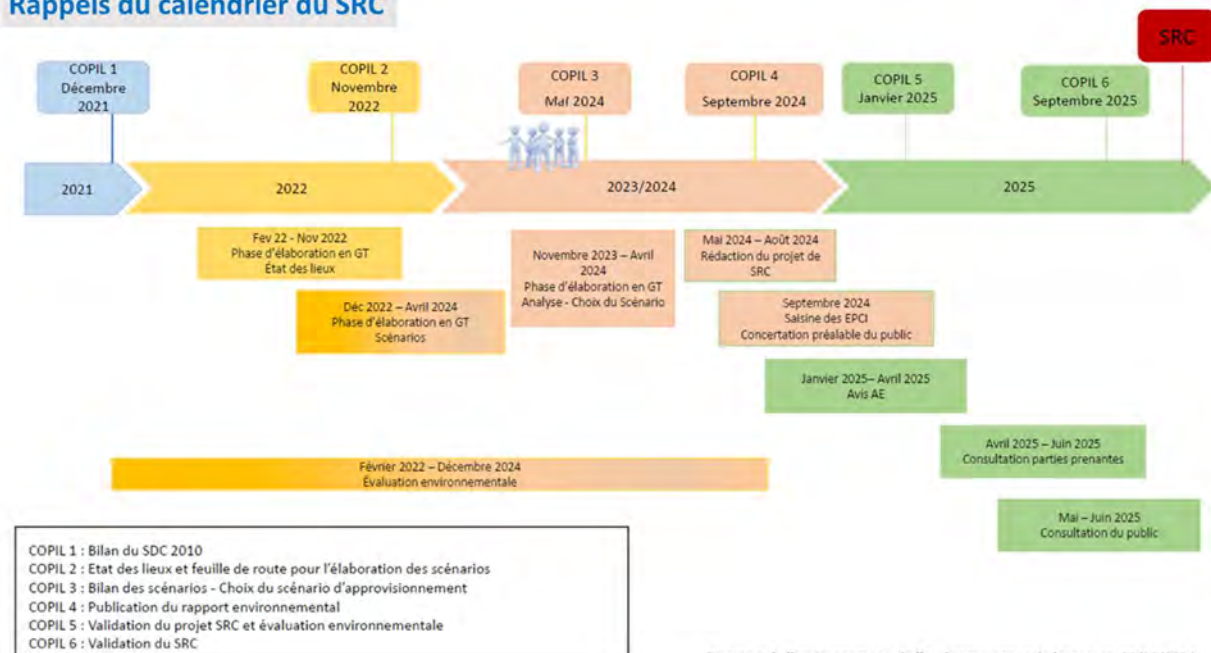 Rappels du calendrier du SRC
SRC
COPIL 1
Décembre
2021
COPIL 2
Novembre
2022
COPIL 3
Mai 2024
COPIL 4
Septembre 2024
COPIL 5
Janvier 2025
COPIL 6
Septembre 2025
2021
2022
2023/2024
2025
Fev 22 - Nov 2022
Phase d'élaboration en GT
État des lieux
Déc 2022 – Avril 2024
Phase d'élaboration en GT
Scénarios
Novembre 2023 – Avril
2024
Phase d'élaboration en GT
Analyse - Choix du Scénario
Mai 2024 – Août 2024
Rédaction du projet de
SRC
Septembre 2024
Saisine des EPCI
Concertation préalable du public
Janvier 2025– Avril 2025
Avis AE
Avril 2025 – Juin 2025
Consultation parties prenantes
Mai – Juin 2025
Consultation du public
Février 2022 – Décembre 2024
Évaluation environnementale
COPIL 1 : Bilan du SDC 2010
COPIL 2 : Etat des lieux et feuille de route pour l'élaboration des scénarios
COPIL 3 : Bilan des scénarios - Choix du scénario d'approvisionnement
COPIL 4 : Publication du rapport environnemental
COPIL 5 : Validation du projet SRC et évaluation environnementale
COPIL 6 : Validation du SRC